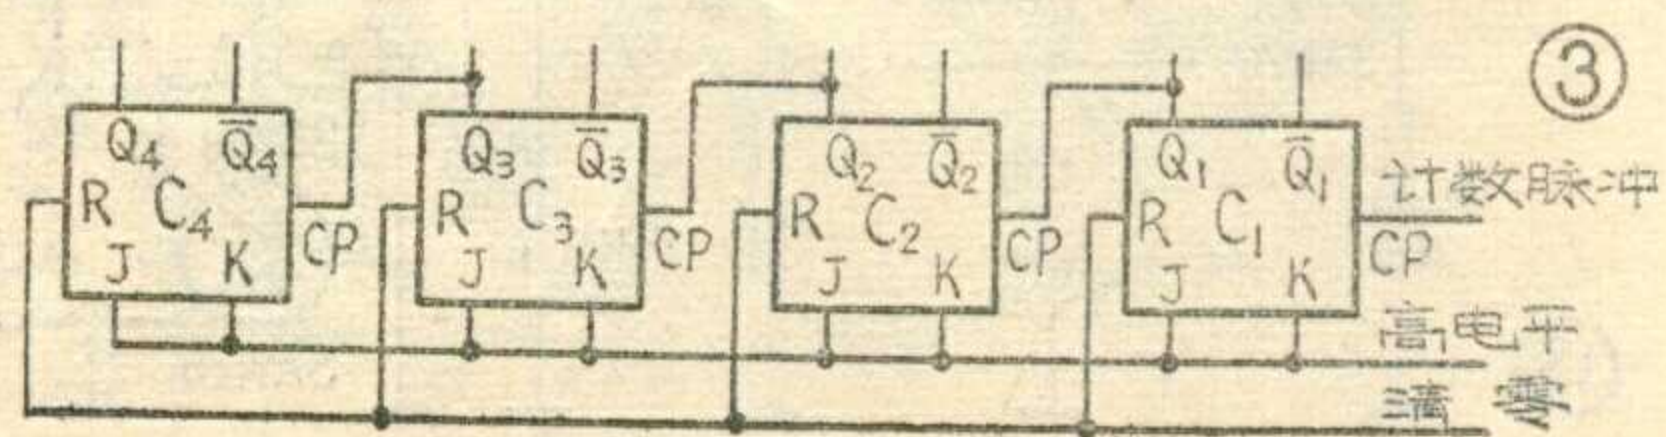 ③
Q₄ Q̄₄ Q₃ Q̄₃ Q₂ Q̄₂ Q₁ Q̄₁
计数脉冲
R C₄ CP R C₃ CP R C₂ CP R C₁ CP
J K J K J K J K
高电平
清零